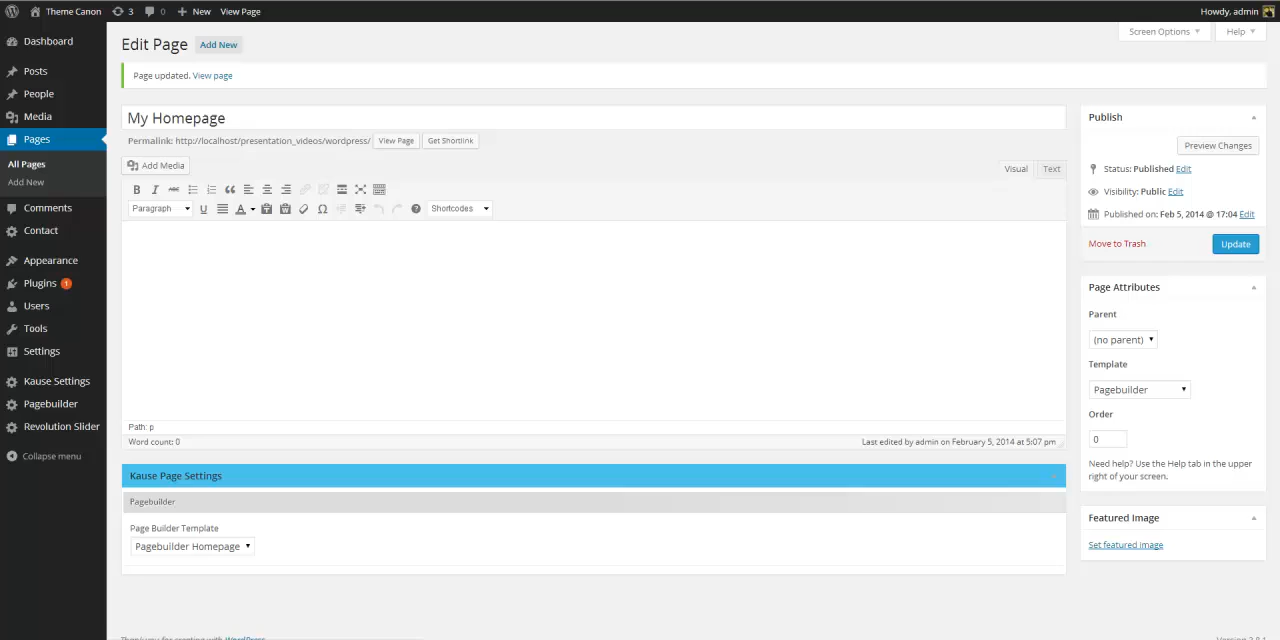 Theme Canon 3 0 New View Page Howdy, admin
Dashboard
Posts
People
Media
Pages
All Pages
Add New
Comments
Contact
Appearance
Plugins 1
Users
Tools
Settings
Kause Settings
Pagebuilder
Revolution Slider
Collapse menu
Screen Options Help
Edit Page Add New
Page updated. View page
My Homepage
Permalink: http://localhost/presentation_videos/wordpress/ View Page Get Shortlink
Add Media Visual Text
B I ABC
Paragraph U A Ω Shortcodes
Path: p
Word count: 0 Last edited by admin on February 5, 2014 at 5:07 pm
Kause Page Settings
Pagebuilder
Page Builder Template
Pagebuilder Homepage
Publish
Preview Changes
Status: Published Edit
Visibility: Public Edit
Published on: Feb 5, 2014 @ 17:04 Edit
Move to Trash Update
Page Attributes
Parent
(no parent)
Template
Pagebuilder
Order
0
Need help? Use the Help tab in the upper
right of your screen.
Featured Image
Set featured image